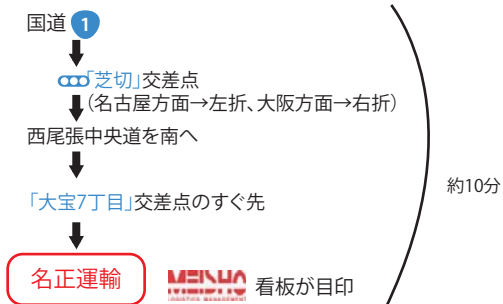 国道 1
「芝切」交差点
(名古屋方面→左折、大阪方面→右折)
西尾張中央道を南へ
「大宝7丁目」交差点のすぐ先
約10分
名正運輸
MEISHO
LOGISTICS MANAGEMENT
看板が目印